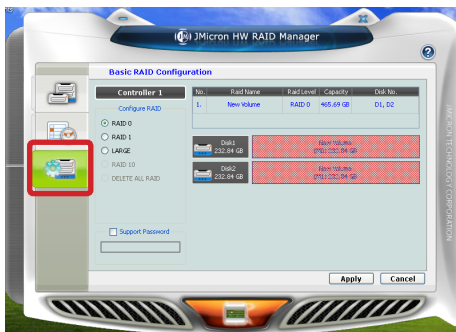 JMicron HW RAID Manager
Basic RAID Configuration
Controller 1
Configure RAID
RAID 0
RAID 1
LARGE
RAID 10
DELETE ALL RAID
Support Password
No. Raid Name Raid Level Capacity Disk No.
1. New Volume RAID 0 465.69 GB D1, D2
Disk1
232.84 GB
New Volume
232.84 GB
Disk2
232.84 GB
New Volume
232.84 GB
Apply Cancel
JMICRON TECHNOLOGY CORPORATION